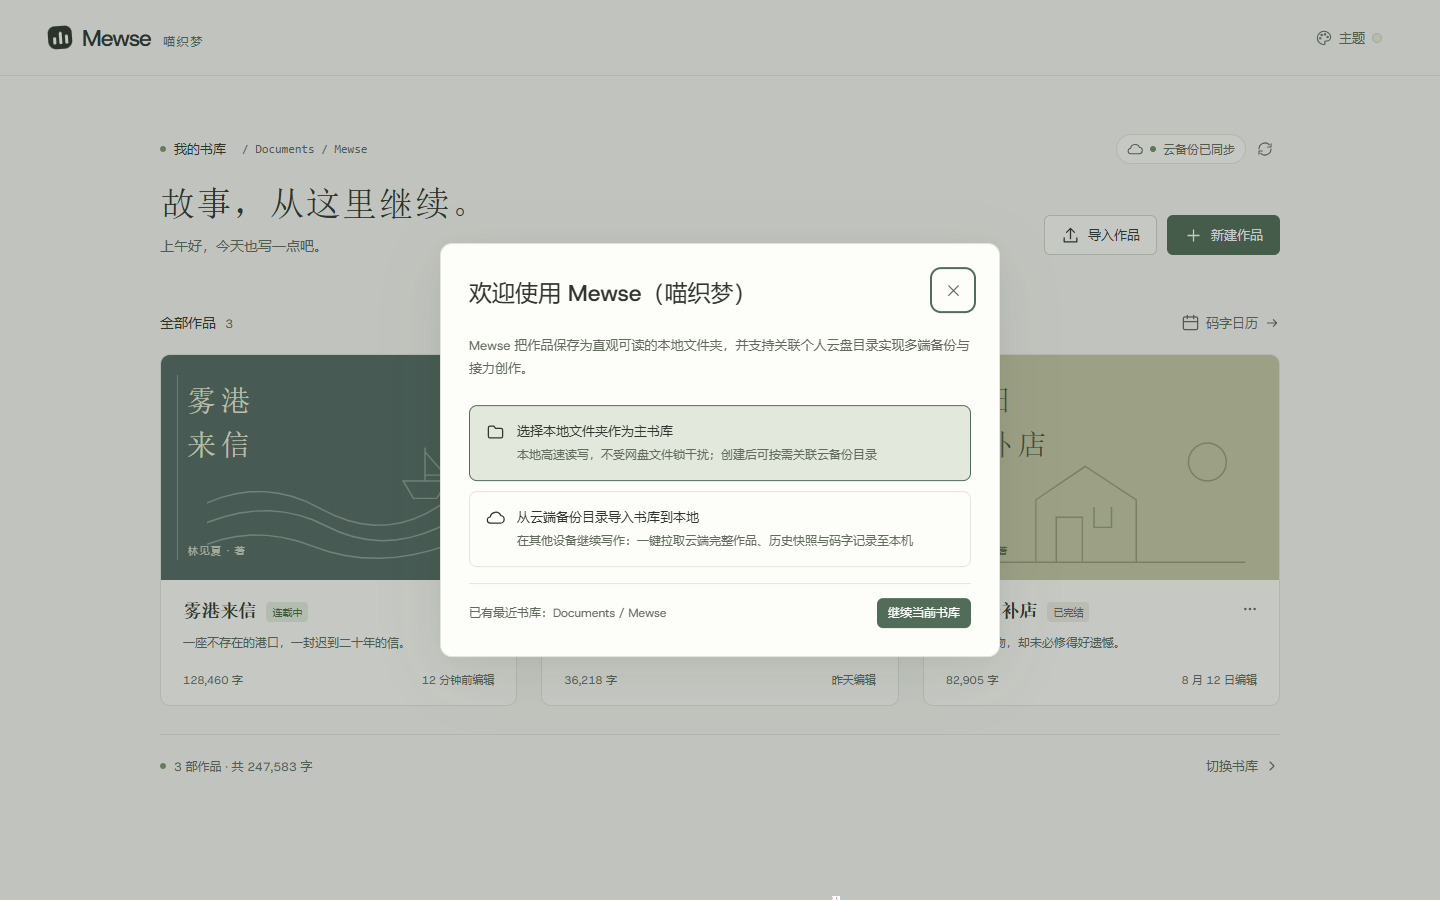 Mewse 喵织梦
主题
我的书库 / Documents / Mewse
云备份已同步
故事，从这里继续。
上午好，今天也写一点吧。
导入作品
新建作品
全部作品 3
码字日历
欢迎使用 Mewse（喵织梦）
Mewse 把作品保存为直观可读的本地文件夹，并支持关联个人云盘目录实现多端备份与
接力创作。
选择本地文件夹作为主书库
本地高速读写，不受网盘文件锁干扰；创建后可按需关联云备份目录
从云端备份目录导入书库到本地
在其他设备继续写作：一键拉取云端完整作品、历史快照与码字记录至本机
已有最近书库：Documents / Mewse
继续当前书库
雾港
来信
林见夏 · 著
雾港来信 连载中
一座不存在的港口，一封迟到二十年的信。
128,460 字
12 分钟前编辑
36,218 字
昨天编辑
店
补店 已完结
，却未必修得好遗憾。
82,905 字
8 月 12 日编辑
3 部作品 · 共 247,583 字
切换书库